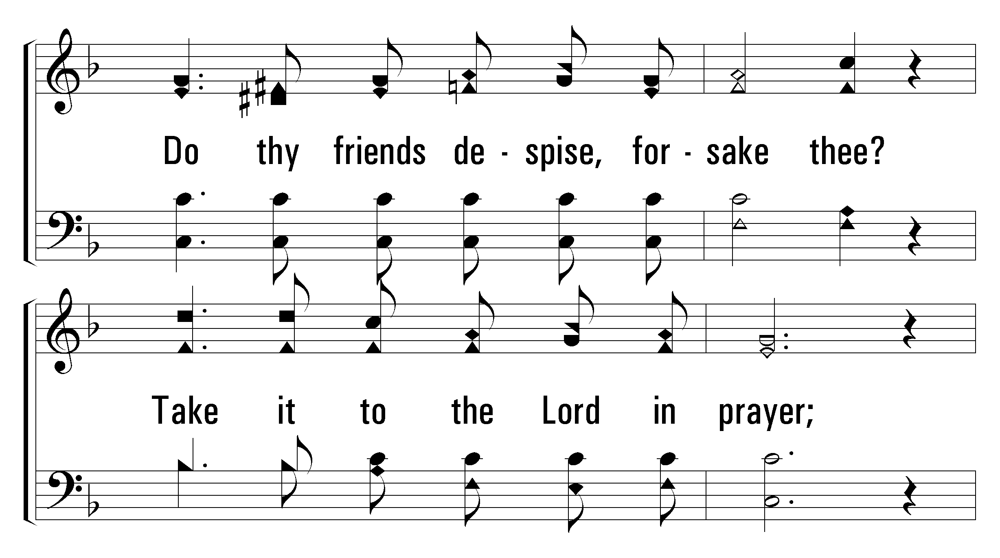 Do thy friends de - spise, for - sake thee?
Take it to the Lord in prayer;